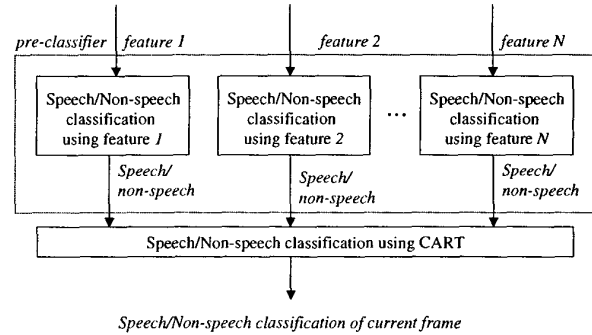 pre-classifier feature 1 feature 2 feature N
Speech/Non-speech classification using feature 1
Speech/Non-speech classification using feature 2
...
Speech/Non-speech classification using feature N
Speech/ non-speech
Speech/ non-speech
Speech/ non-speech
Speech/Non-speech classification using CART
Speech/Non-speech classification of current frame